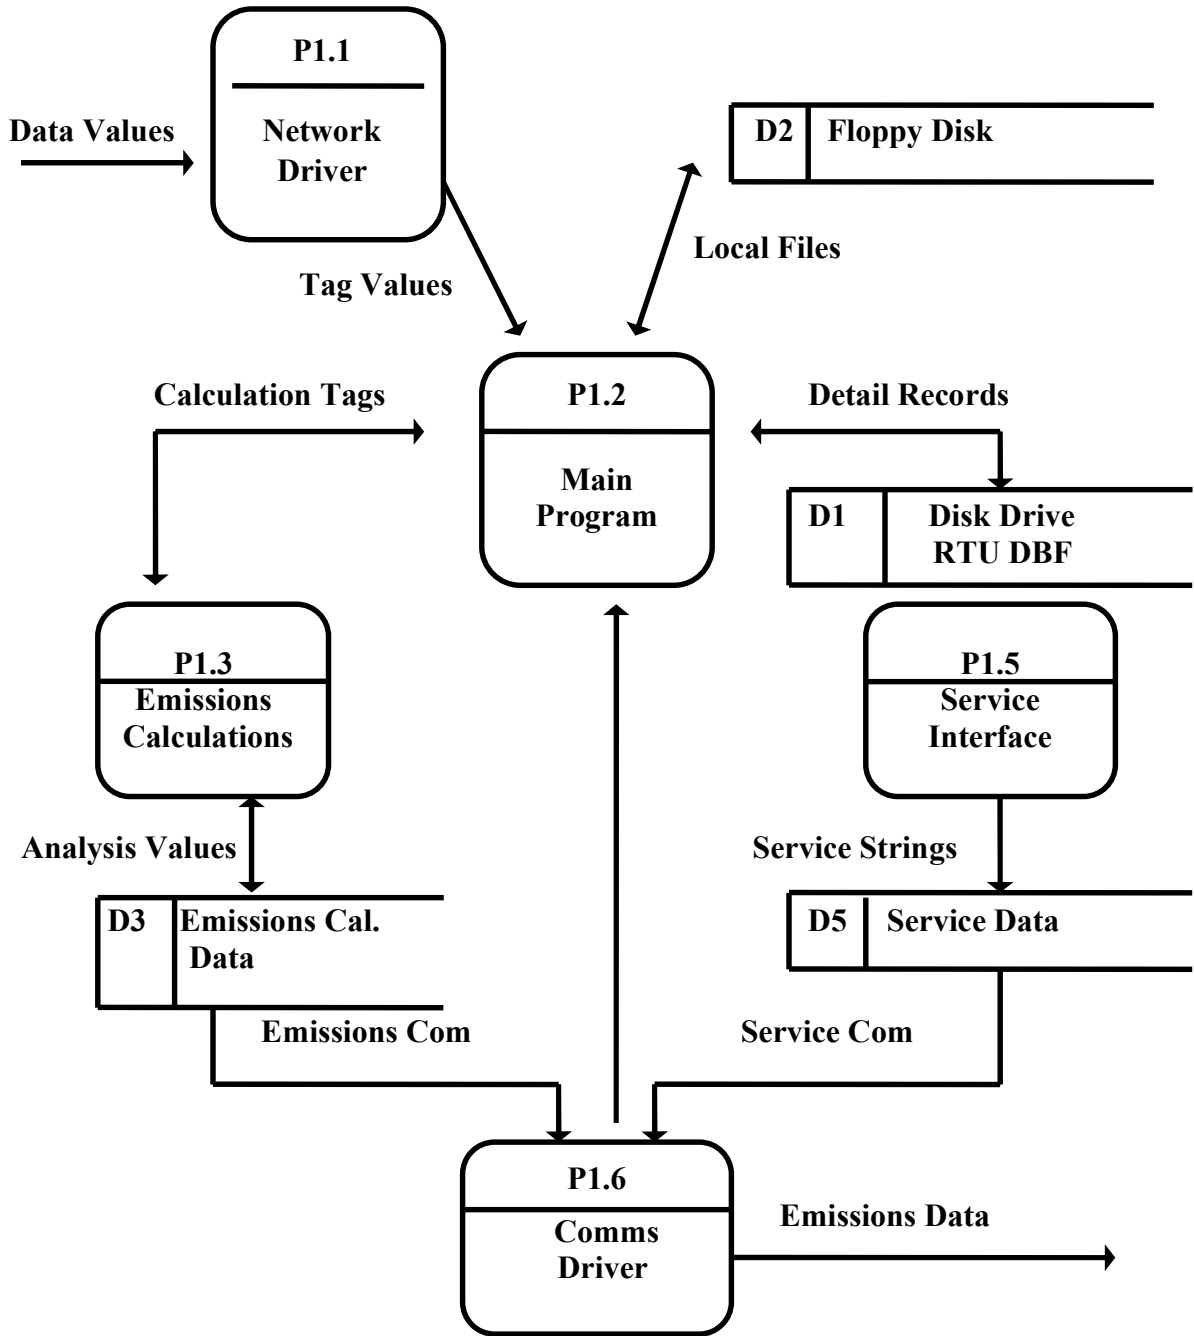 P1.1
Data Values
Network
Driver
D2 Floppy Disk
Local Files
Tag Values
Calculation Tags
P1.2
Detail Records
Main
Program
D1 Disk Drive
RTU DBF
P1.3
Emissions
Calculations
P1.5
Service
Interface
Analysis Values
Service Strings
D3 Emissions Cal.
Data
D5 Service Data
Emissions Com
Service Com
P1.6
Comms
Driver
Emissions Data